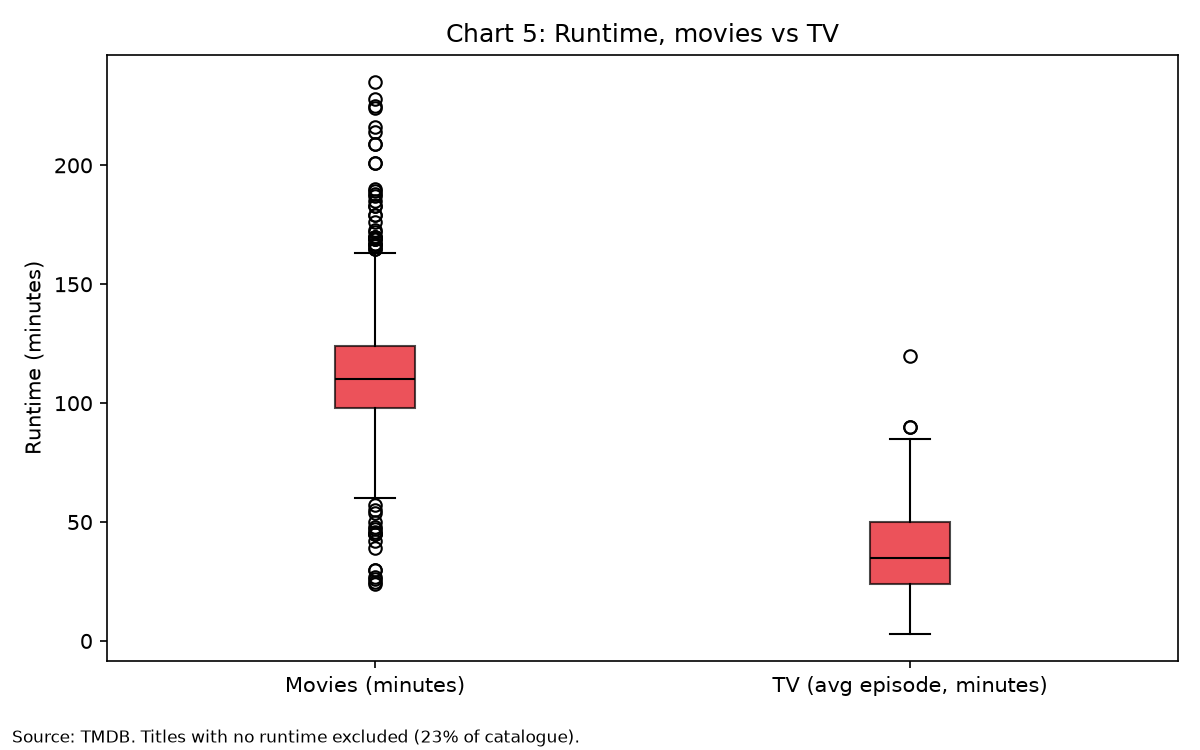 Chart 5: Runtime, movies vs TV
Runtime (minutes)
200
150
100
50
0
Movies (minutes)
TV (avg episode, minutes)
Source: TMDB. Titles with no runtime excluded (23% of catalogue).